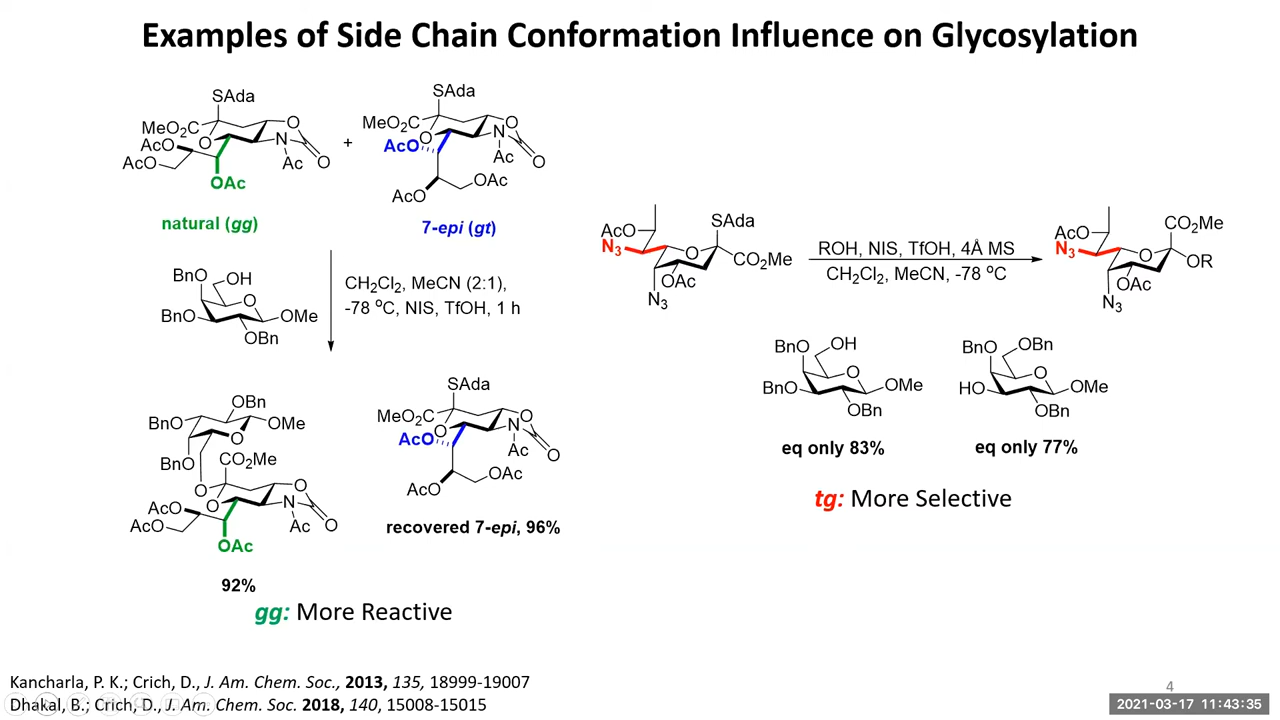 Examples of Side Chain Conformation Influence on Glycosylation
SAda
MeO₂C
O
O
N
AcO
AcO
Ac
O
OAc
natural (gg)
+
SAda
MeO₂C
O
O
N
AcO
Ac
O
OAc
AcO
7-epi (gt)
BnO
OH
O
BnO
OMe
OBn
CH₂Cl₂, MeCN (2:1),
-78 °C, NIS, TfOH, 1 h
OBn
BnO
OMe
O
BnO
CO₂Me
O
O
O
N
AcO
AcO
Ac
O
OAc
92%
SAda
MeO₂C
O
O
N
AcO
Ac
O
OAc
AcO
recovered 7-epi, 96%
gg: More Reactive
AcO
SAda
N₃
O
CO₂Me
OAc
N₃
ROH, NIS, TfOH, 4Å MS
CH₂Cl₂, MeCN, -78 °C
CO₂Me
AcO
N₃
O
OR
OAc
N₃
BnO
OH
O
BnO
OMe
OBn
eq only 83%
BnO
OBn
O
HO
OMe
OBn
eq only 77%
tg: More Selective
Kancharla, P. K.; Crich, D., J. Am. Chem. Soc., 2013, 135, 18999-19007
Dhakal, B.; Crich, D., J. Am. Chem. Soc. 2018, 140, 15008-15015
4
2021-03-17 11:43:35